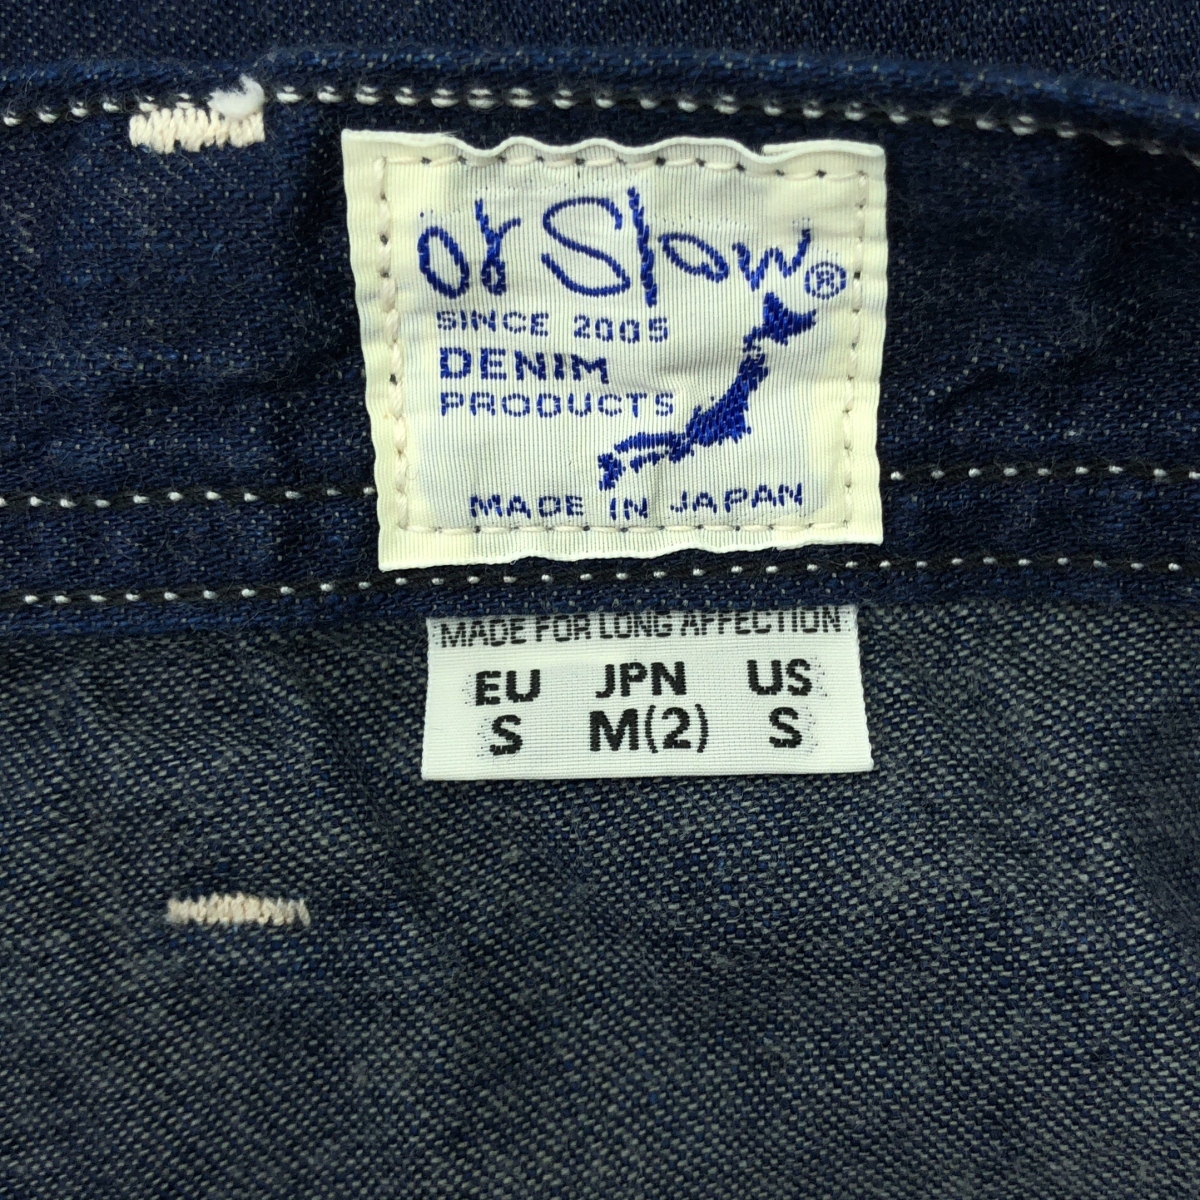 or Slow®
SINCE 2005
DENIM
PRODUCTS
MADE IN JAPAN
MADE FOR LONG AFFECTION
EU JPN US
S M(2) S